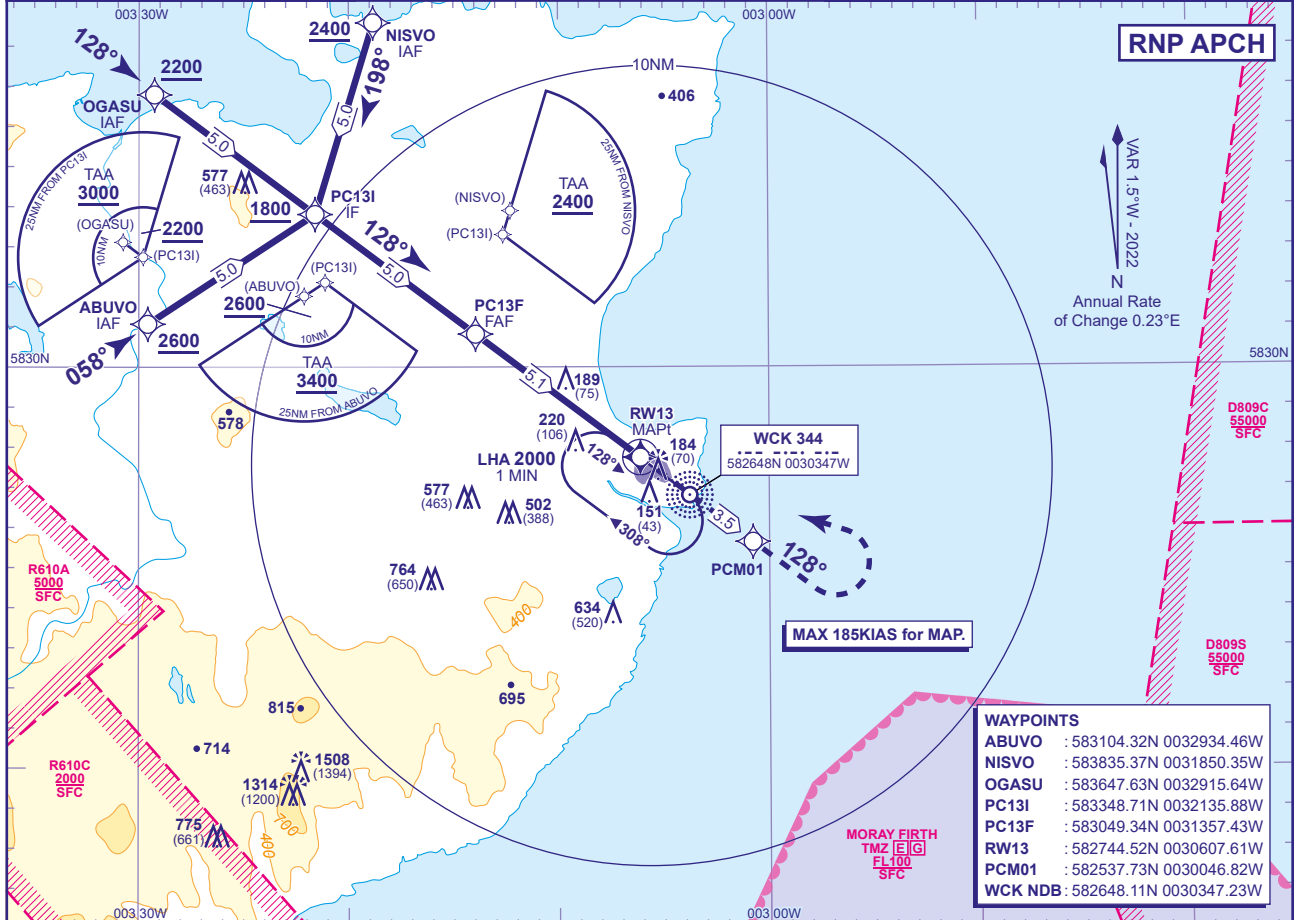 003 30W
003 00W
RNP APCH
2400
NISVO
IAF
128°
2200
198°
10NM
406
OGASU
IAF
5.0
5.0
25NM FROM PC13I
TAA
3000
577
(463)
25NM FROM NISVO
TAA
2400
VAR 1.5°W - 2022
PC13I
IF
1800
(NISVO)
(PC13I)
2200
(OGASU)
10NM
(PC13I)
128°
5.0
5.0
N
Annual Rate
of Change 0.23°E
(PC13I)
(ABUVO)
2600
10NM
ABUVO
IAF
2600
058°
PC13F
FAF
5830N
5830N
TAA
3400
25NM FROM ABUVO
5.1
189
(75)
578
220
(106)
RW13
MAPt
184
(70)
D809C
55000
SFC
WCK 344
582648N 0030347W
LHA 2000
1 MIN
128°
577
(463)
502
(388)
151
(43)
308°
3.5
PCM01
128°
764
(650)
634
(520)
400
R610A
5000
SFC
MAX 185KIAS for MAP.
D809S
55000
SFC
695
815
714
1508
(1394)
1314
(1200)
R610C
2000
SFC
775
(661)
700
400
MORAY FIRTH
TMZ E G
FL100
SFC
WAYPOINTS
ABUVO : 583104.32N 0032934.46W
NISVO : 583835.37N 0031850.35W
OGASU : 583647.63N 0032915.64W
PC13I : 583348.71N 0032135.88W
PC13F : 583049.34N 0031357.43W
RW13 : 582744.52N 0030607.61W
PCM01 : 582537.73N 0030046.82W
WCK NDB : 582648.11N 0030347.23W
003 30W
003 00W